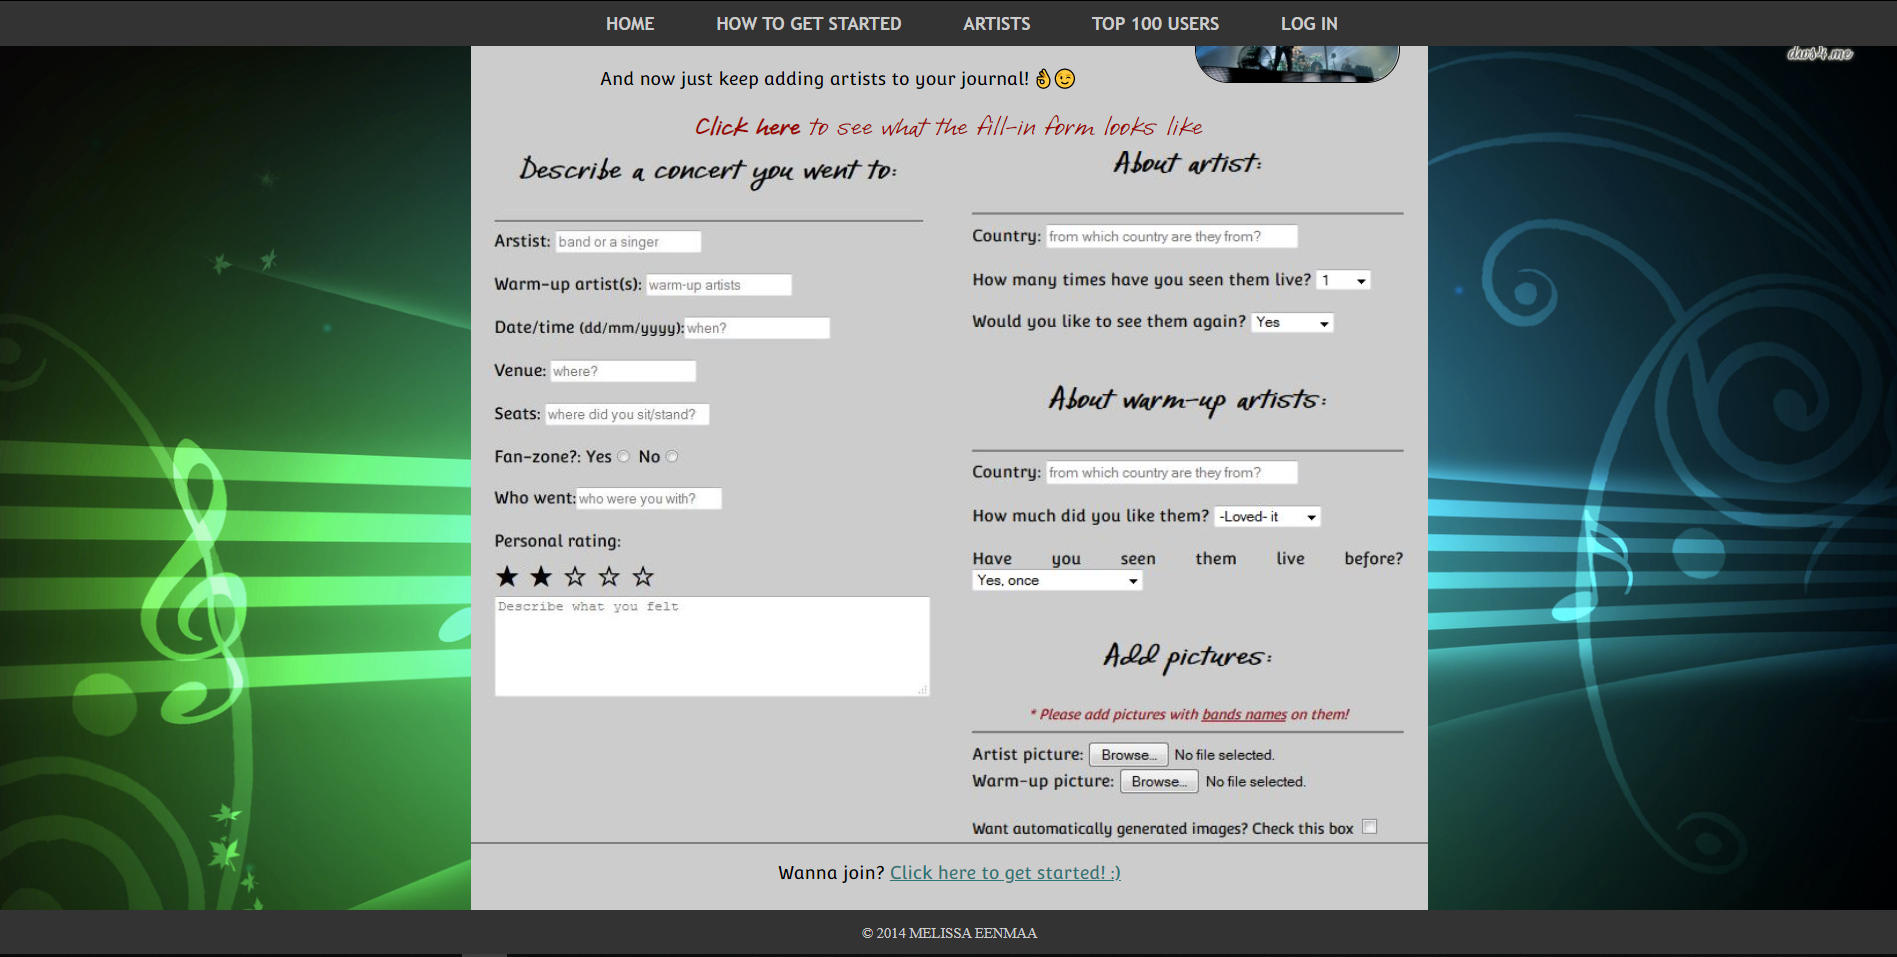 HOME HOW TO GET STARTED ARTISTS TOP 100 USERS LOG IN
dws4.me
And now just keep adding artists to your journal! 👌😉
Click here to see what the fill-in form looks like
Describe a concert you went to:
Arstist: band or a singer
Warm-up artist(s): warm-up artists
Date/time (dd/mm/yyyy): when?
Venue: where?
Seats: where did you sit/stand?
Fan-zone?: Yes No
Who went: who were you with?
Personal rating:
★ ★ ☆ ☆ ☆
Describe what you felt
About artist:
Country: from which country are they from?
How many times have you seen them live? 1
Would you like to see them again? Yes
About warm-up artists:
Country: from which country are they from?
How much did you like them? -Loved- it
Have you seen them live before?
Yes, once
Add pictures:
* Please add pictures with bands names on them!
Artist picture: Browse... No file selected.
Warm-up picture: Browse... No file selected.
Want automatically generated images? Check this box
Wanna join? Click here to get started! :)
© 2014 MELISSA EENMAA